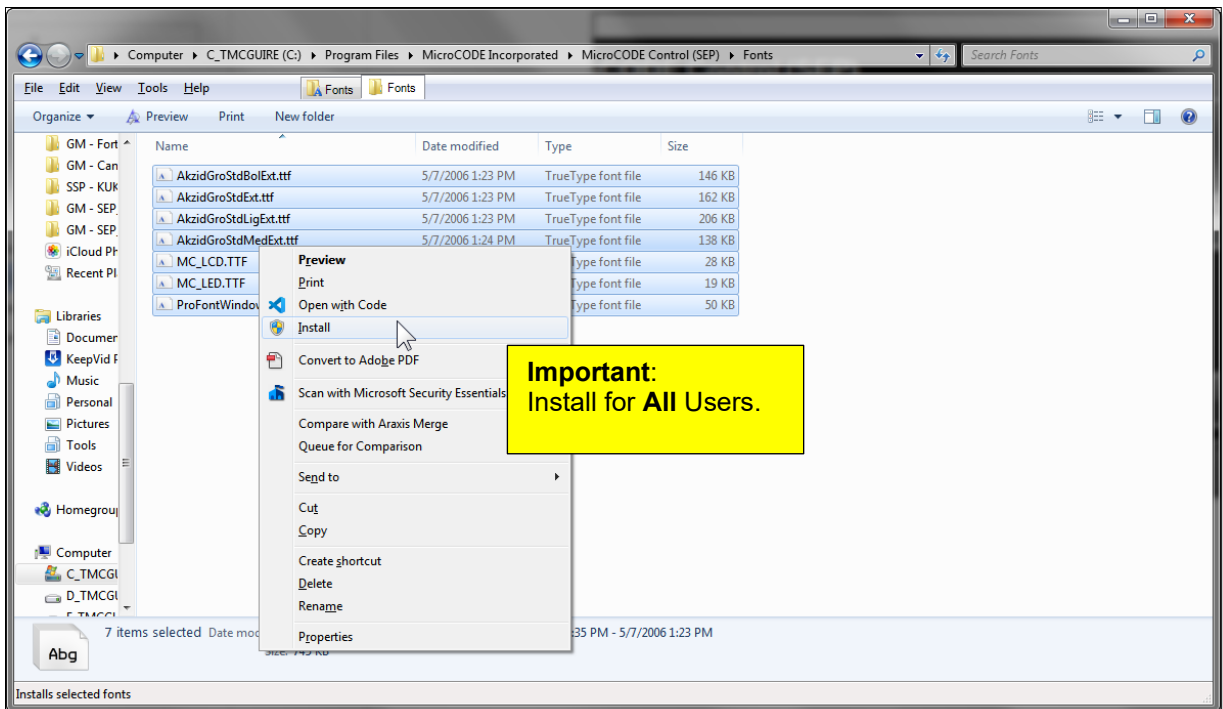 Computer ▸ C_TMCGUIRE (C:) ▸ Program Files ▸ MicroCODE Incorporated ▸ MicroCODE Control (SEP) ▸ Fonts
Search Fonts
File Edit View Tools Help
Fonts Fonts
Organize Preview Print New folder
Name Date modified Type Size
GM - Fort
GM - Can
SSP - KUK
GM - SEP
GM - SEP
iCloud Ph
Recent Pl
Libraries
Documer
KeepVid F
Music
Personal
Pictures
Tools
Videos
Homegrou
Computer
C_TMCGU
D_TMCGU
AkzidGroStdBolExt.ttf 5/7/2006 1:23 PM TrueType font file 146 KB
AkzidGroStdExt.ttf 5/7/2006 1:23 PM TrueType font file 162 KB
AkzidGroStdLigExt.ttf 5/7/2006 1:23 PM TrueType font file 206 KB
AkzidGroStdMedExt.ttf 5/7/2006 1:24 PM TrueType font file 138 KB
MC_LCD.TTF Type font file 28 KB
MC_LED.TTF Type font file 19 KB
ProFontWindow Type font file 50 KB
Preview
Print
Open with Code
Install
Convert to Adobe PDF
Scan with Microsoft Security Essentials
Compare with Araxis Merge
Queue for Comparison
Send to
Cut
Copy
Create shortcut
Delete
Rename
Properties
Important:
Install for All Users.
7 items selected Date mod :35 PM - 5/7/2006 1:23 PM
Abg
Installs selected fonts